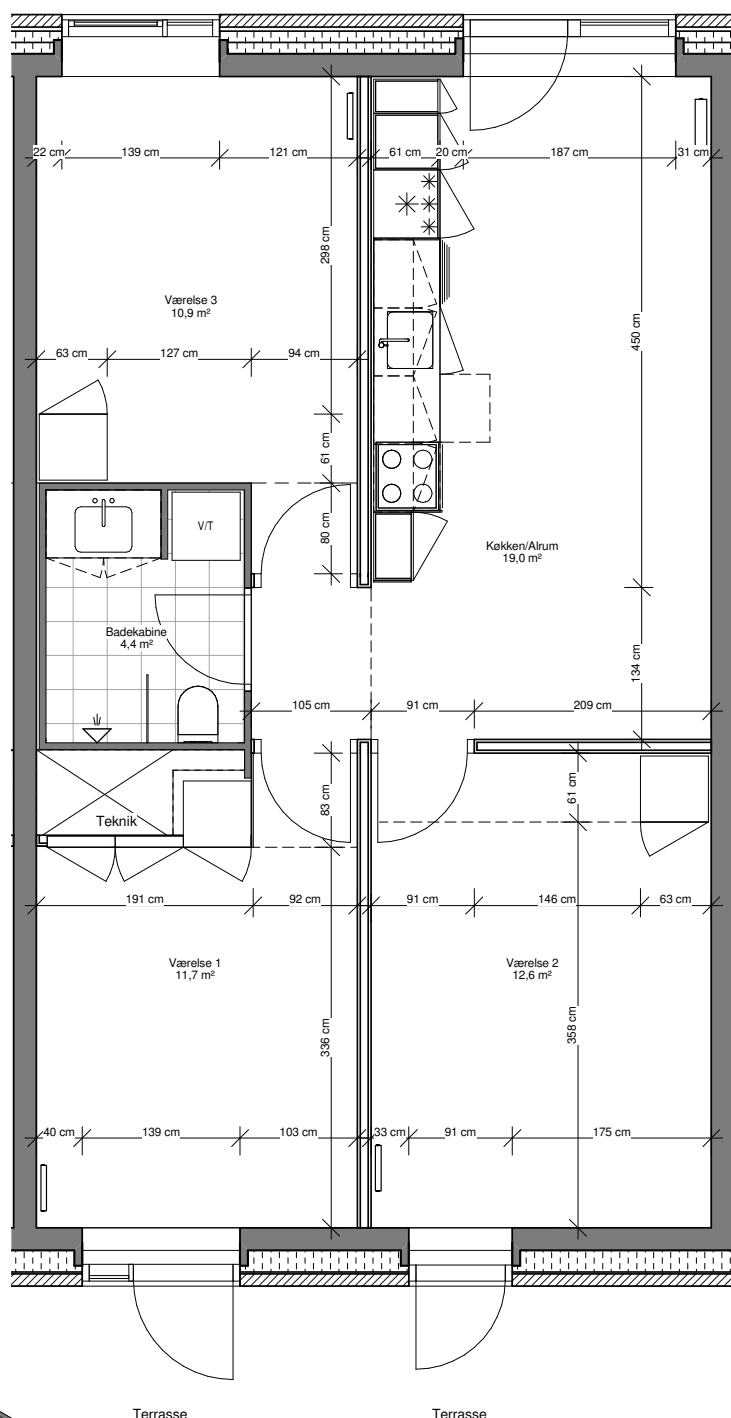 22 cm 139 cm 121 cm 61 cm 20 cm 187 cm 31 cm
298 cm
450 cm
Værelse 3
10,9 m²
63 cm 127 cm 94 cm
61 cm
V/T
80 cm
Køkken/Alrum
19,0 m²
Badekabine
4,4 m²
134 cm
105 cm 91 cm 209 cm
83 cm
61 cm
Teknik
191 cm 92 cm 91 cm 146 cm 63 cm
Værelse 1
11,7 m²
Værelse 2
12,6 m²
336 cm
358 cm
40 cm 139 cm 103 cm 33 cm 91 cm 175 cm
Terrasse Terrasse